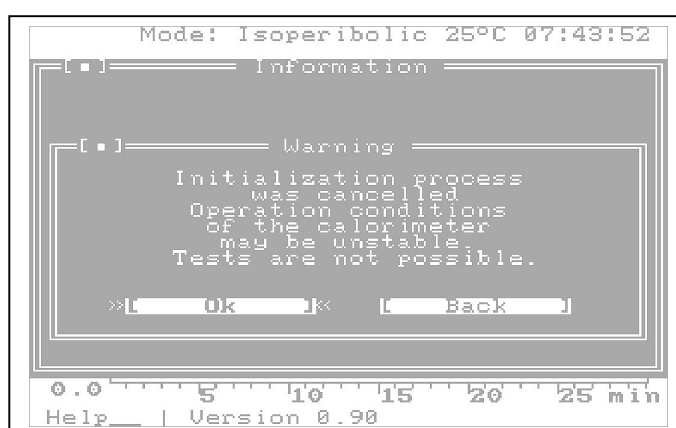 Mode: Isoperibolic 25°C 07:43:52
[■] Information
[■] Warning
Initialization process
was cancelled
Operation conditions
of the calorimeter
may be unstable.
Tests are not possible.
»[ Ok ]« [ Back ]
0.0 5 10 15 20 25 min
Help__ | Version 0.90